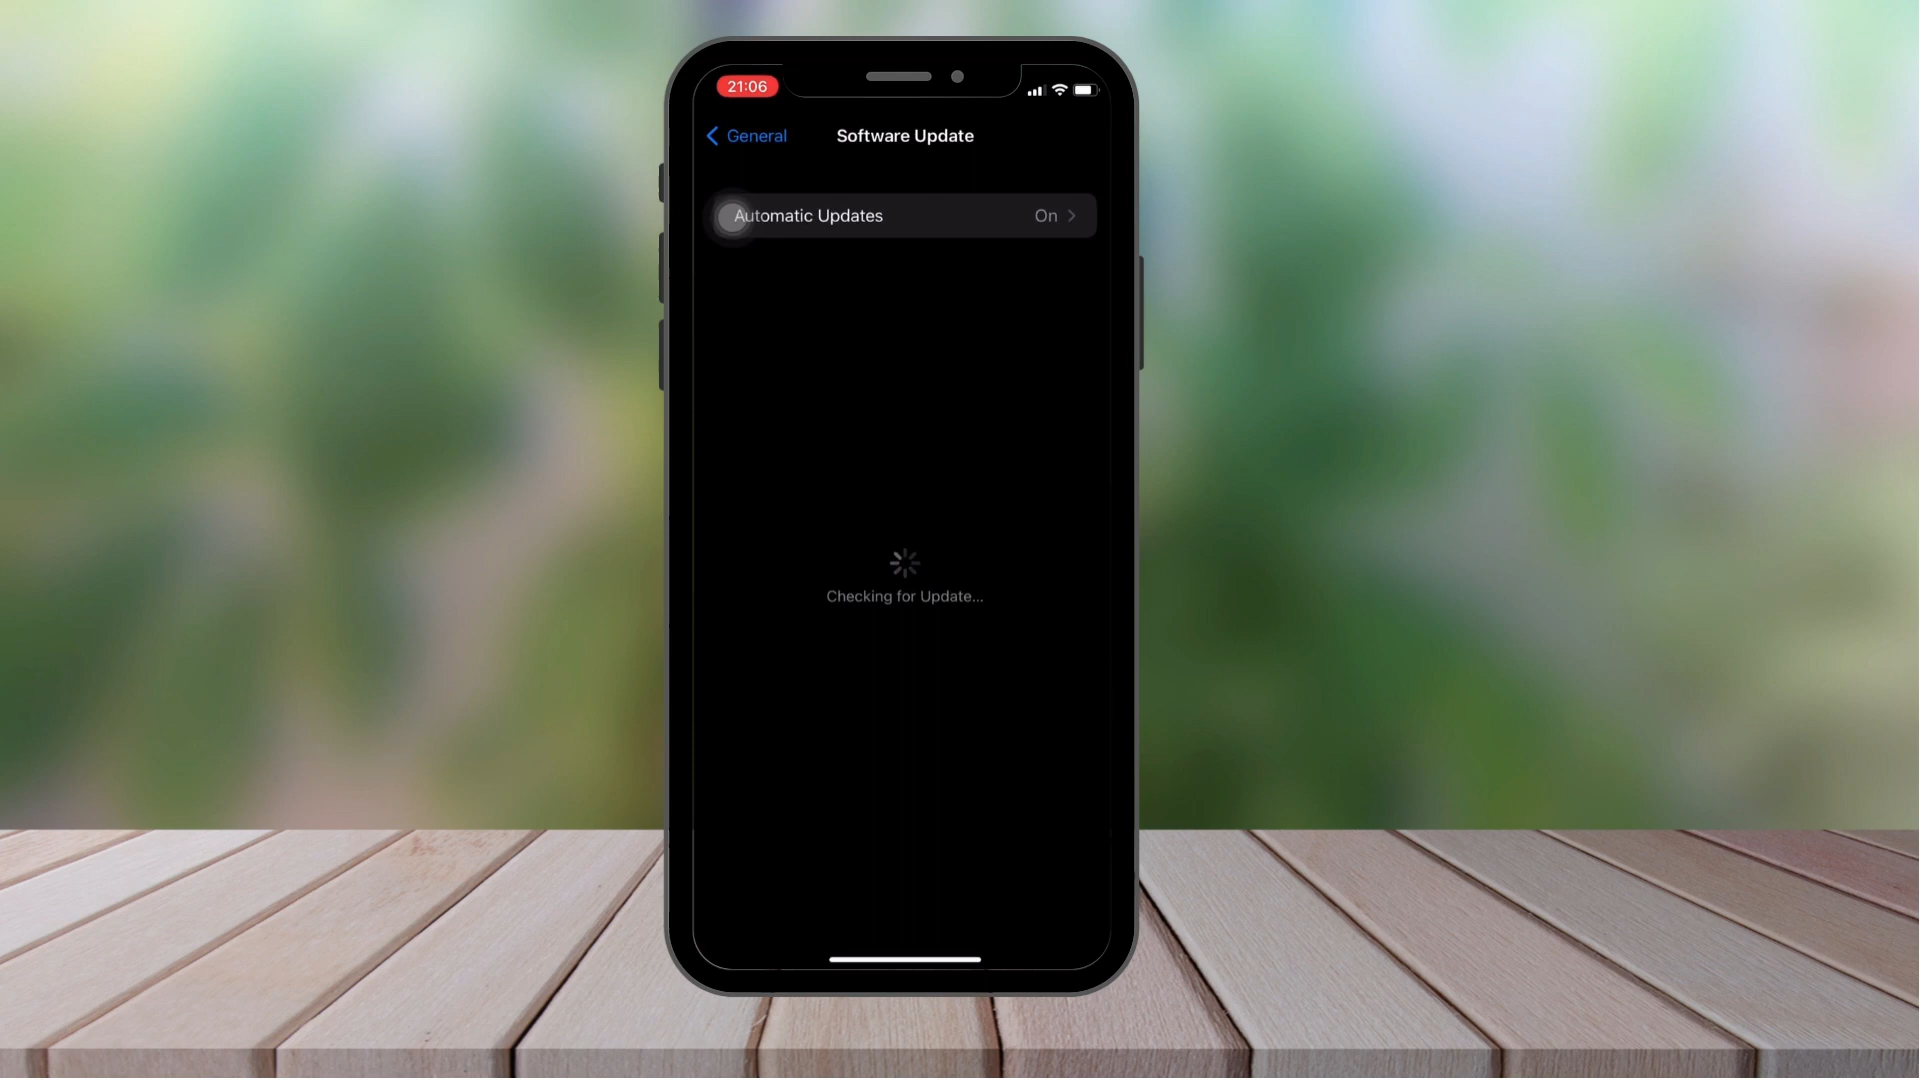 21:06
General
Software Update
Automatic Updates On
Checking for Update...